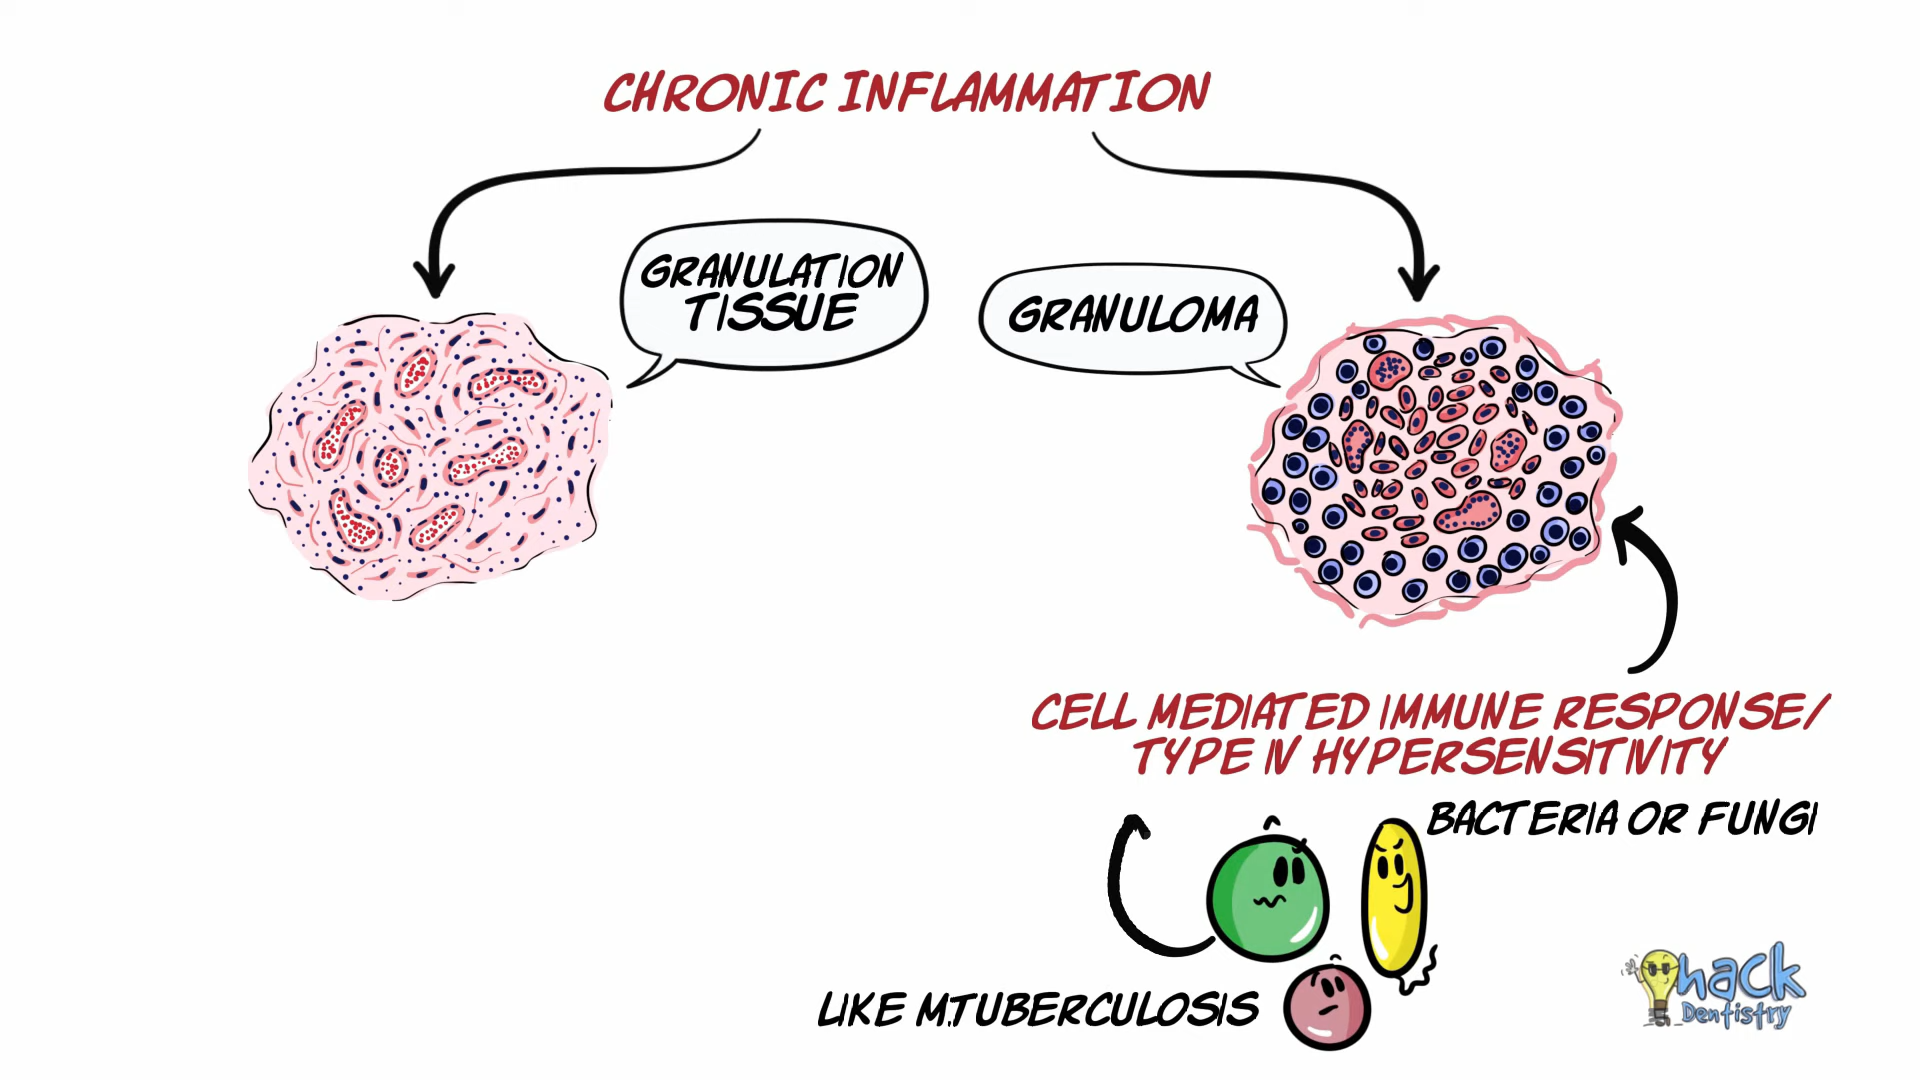 CHRONIC INFLAMMATION
GRANULATION
TISSUE
GRANULOMA
CELL MEDIATED IMMUNE RESPONSE/
TYPE IV HYPERSENSITIVITY
BACTERIA OR FUNGI
LIKE M.TUBERCULOSIS
hack
Dentistry